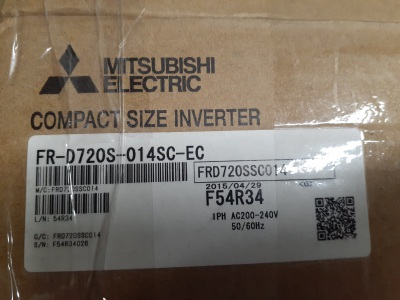 MITSUBISHI
ELECTRIC
COMPACT SIZE INVERTER
FR-D720S-014SC-EC
FRD720SSC014
M/C: FRD720SSC014
2015/04/29
L/N: 54R34
F54R34
1PH AC200-240V
50/60Hz
G/C: FRD720SSC014
S/N: F54R34028